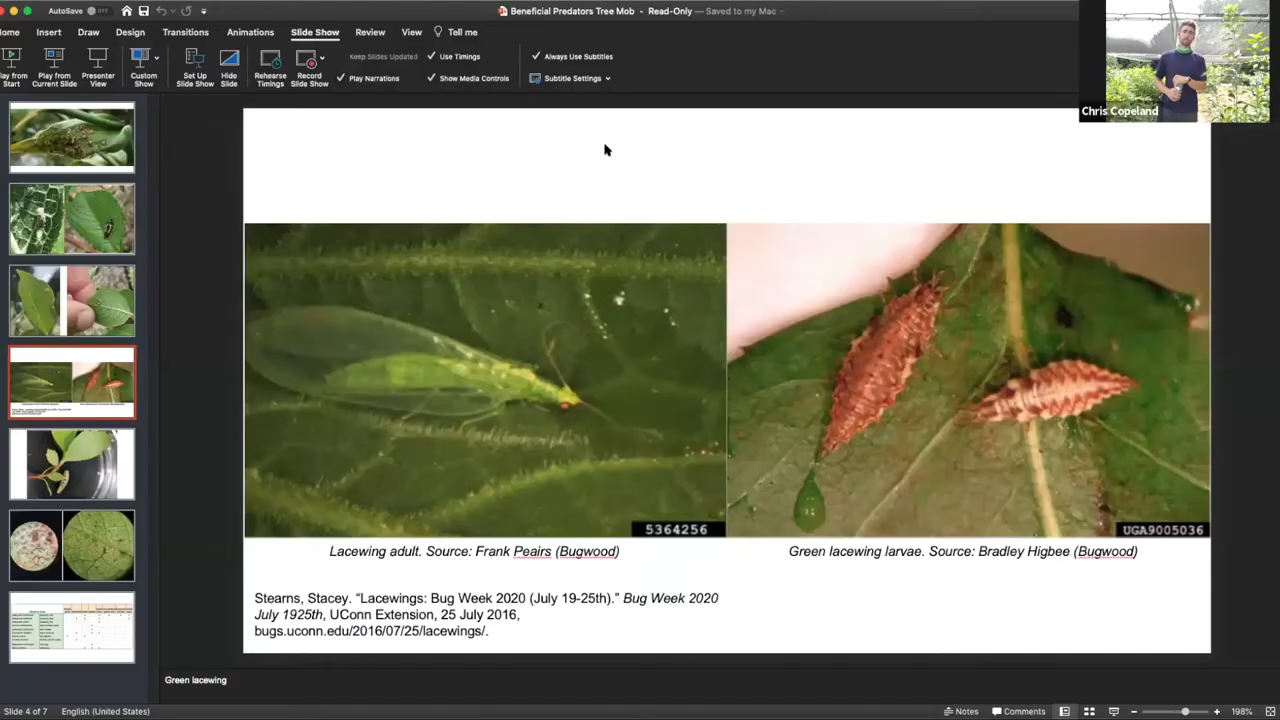 AutoSave OFF
Beneficial Predators Tree Mob - Read-Only — Saved to my Mac
ome Insert Draw Design Transitions Animations Slide Show Review View Tell me
lay from Start
Play from Current Slide
Presenter View
Custom Show
Set Up Slide Show
Hide Slide
Rehearse Timings
Record Slide Show
Keep Slides Updated
Play Narrations
Use Timings
Show Media Controls
Always Use Subtitles
Subtitle Settings
Chris Copeland
5364256
UGA9005036
Lacewing adult. Source: Frank Peairs (Bugwood)
Green lacewing larvae. Source: Bradley Higbee (Bugwood)
Stearns, Stacey. “Lacewings: Bug Week 2020 (July 19-25th).” Bug Week 2020
July 1925th, UConn Extension, 25 July 2016,
bugs.uconn.edu/2016/07/25/lacewings/.
Green lacewing
Slide 4 of 7 English (United States) Notes Comments 198%